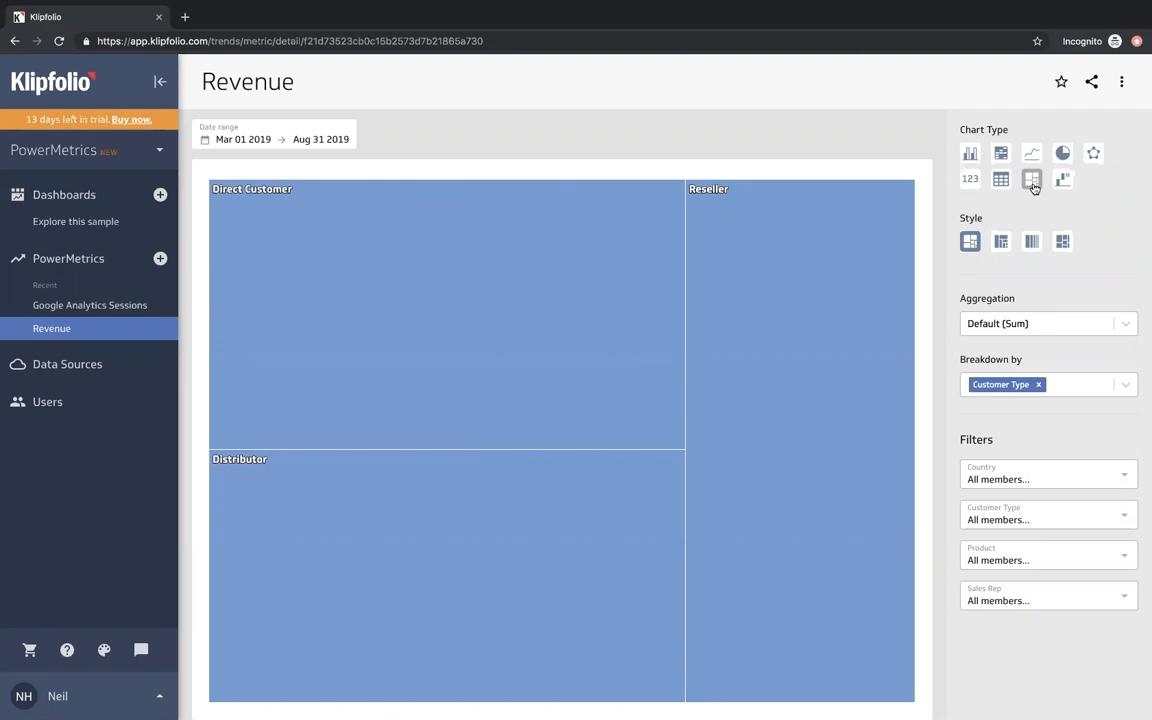 Klipfolio
https://app.klipfolio.com/trends/metric/detail/f21d73523cb0c15b2573d7b21865a730
Incognito
Klipfolio
Revenue
13 days left in trial. Buy now.
PowerMetrics NEW
Date range
Mar 01 2019 → Aug 31 2019
Dashboards
Explore this sample
PowerMetrics
Recent
Google Analytics Sessions
Revenue
Data Sources
Users
NH Neil
Direct Customer
Reseller
Distributor
Chart Type
123
Style
Aggregation
Default (Sum)
Breakdown by
Customer Type ×
Filters
Country
All members...
Customer Type
All members...
Product
All members...
Sales Rep
All members...